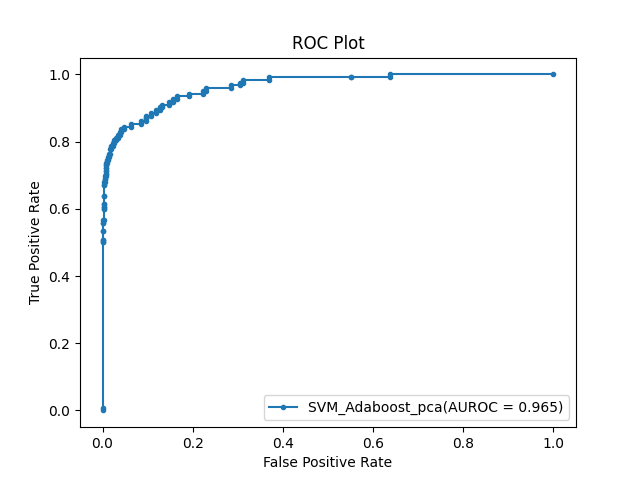 ROC Plot
True Positive Rate
1.0
0.8
0.6
0.4
0.2
0.0
SVM_Adaboost_pca(AUROC = 0.965)
0.0 0.2 0.4 0.6 0.8 1.0
False Positive Rate